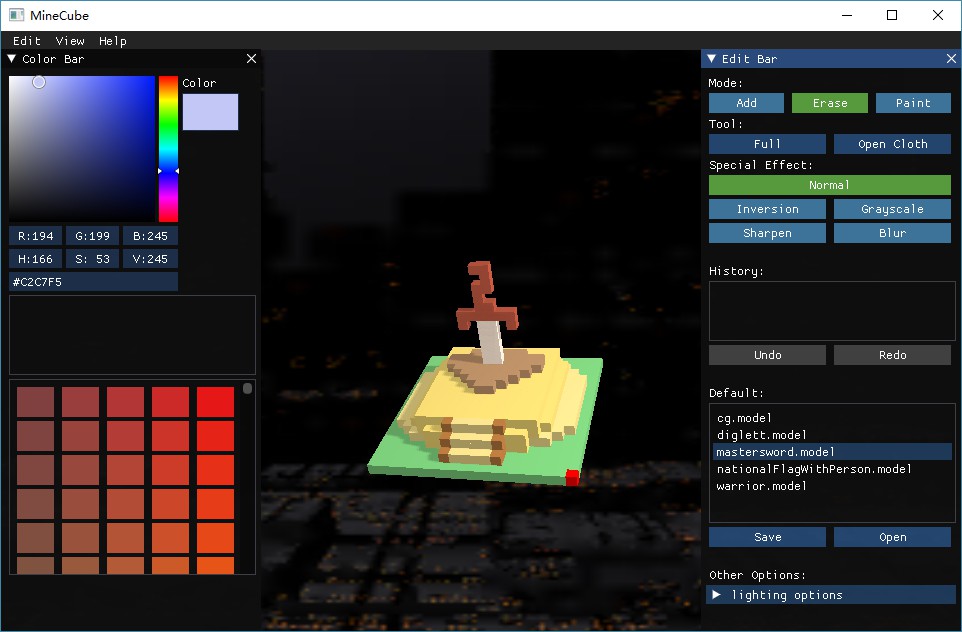 MineCube
Edit View Help
Color Bar
Color
R:194 G:199 B:245
H:166 S: 53 V:245
#C2C7F5
Edit Bar
Mode:
Add Erase Paint
Tool:
Full Open Cloth
Special Effect:
Normal
Inversion Grayscale
Sharpen Blur
History:
Undo Redo
Default:
cg.model
diglett.model
mastersword.model
nationalFlagWithPerson.model
warrior.model
Save Open
Other Options:
lighting options